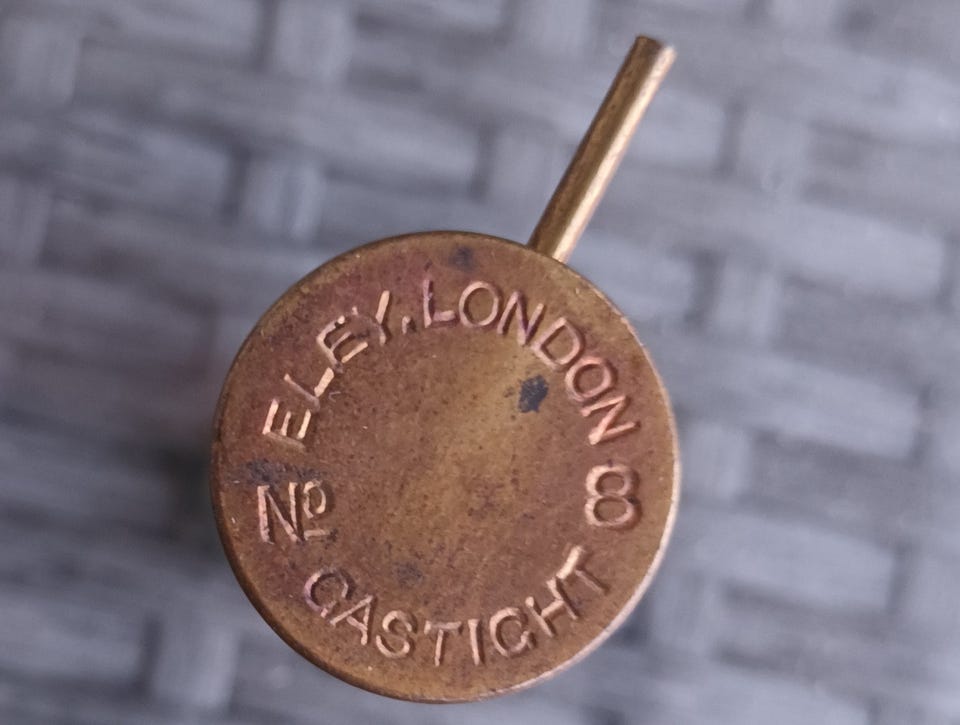 ELEY. LONDON
Nº 8
GASTIGHT